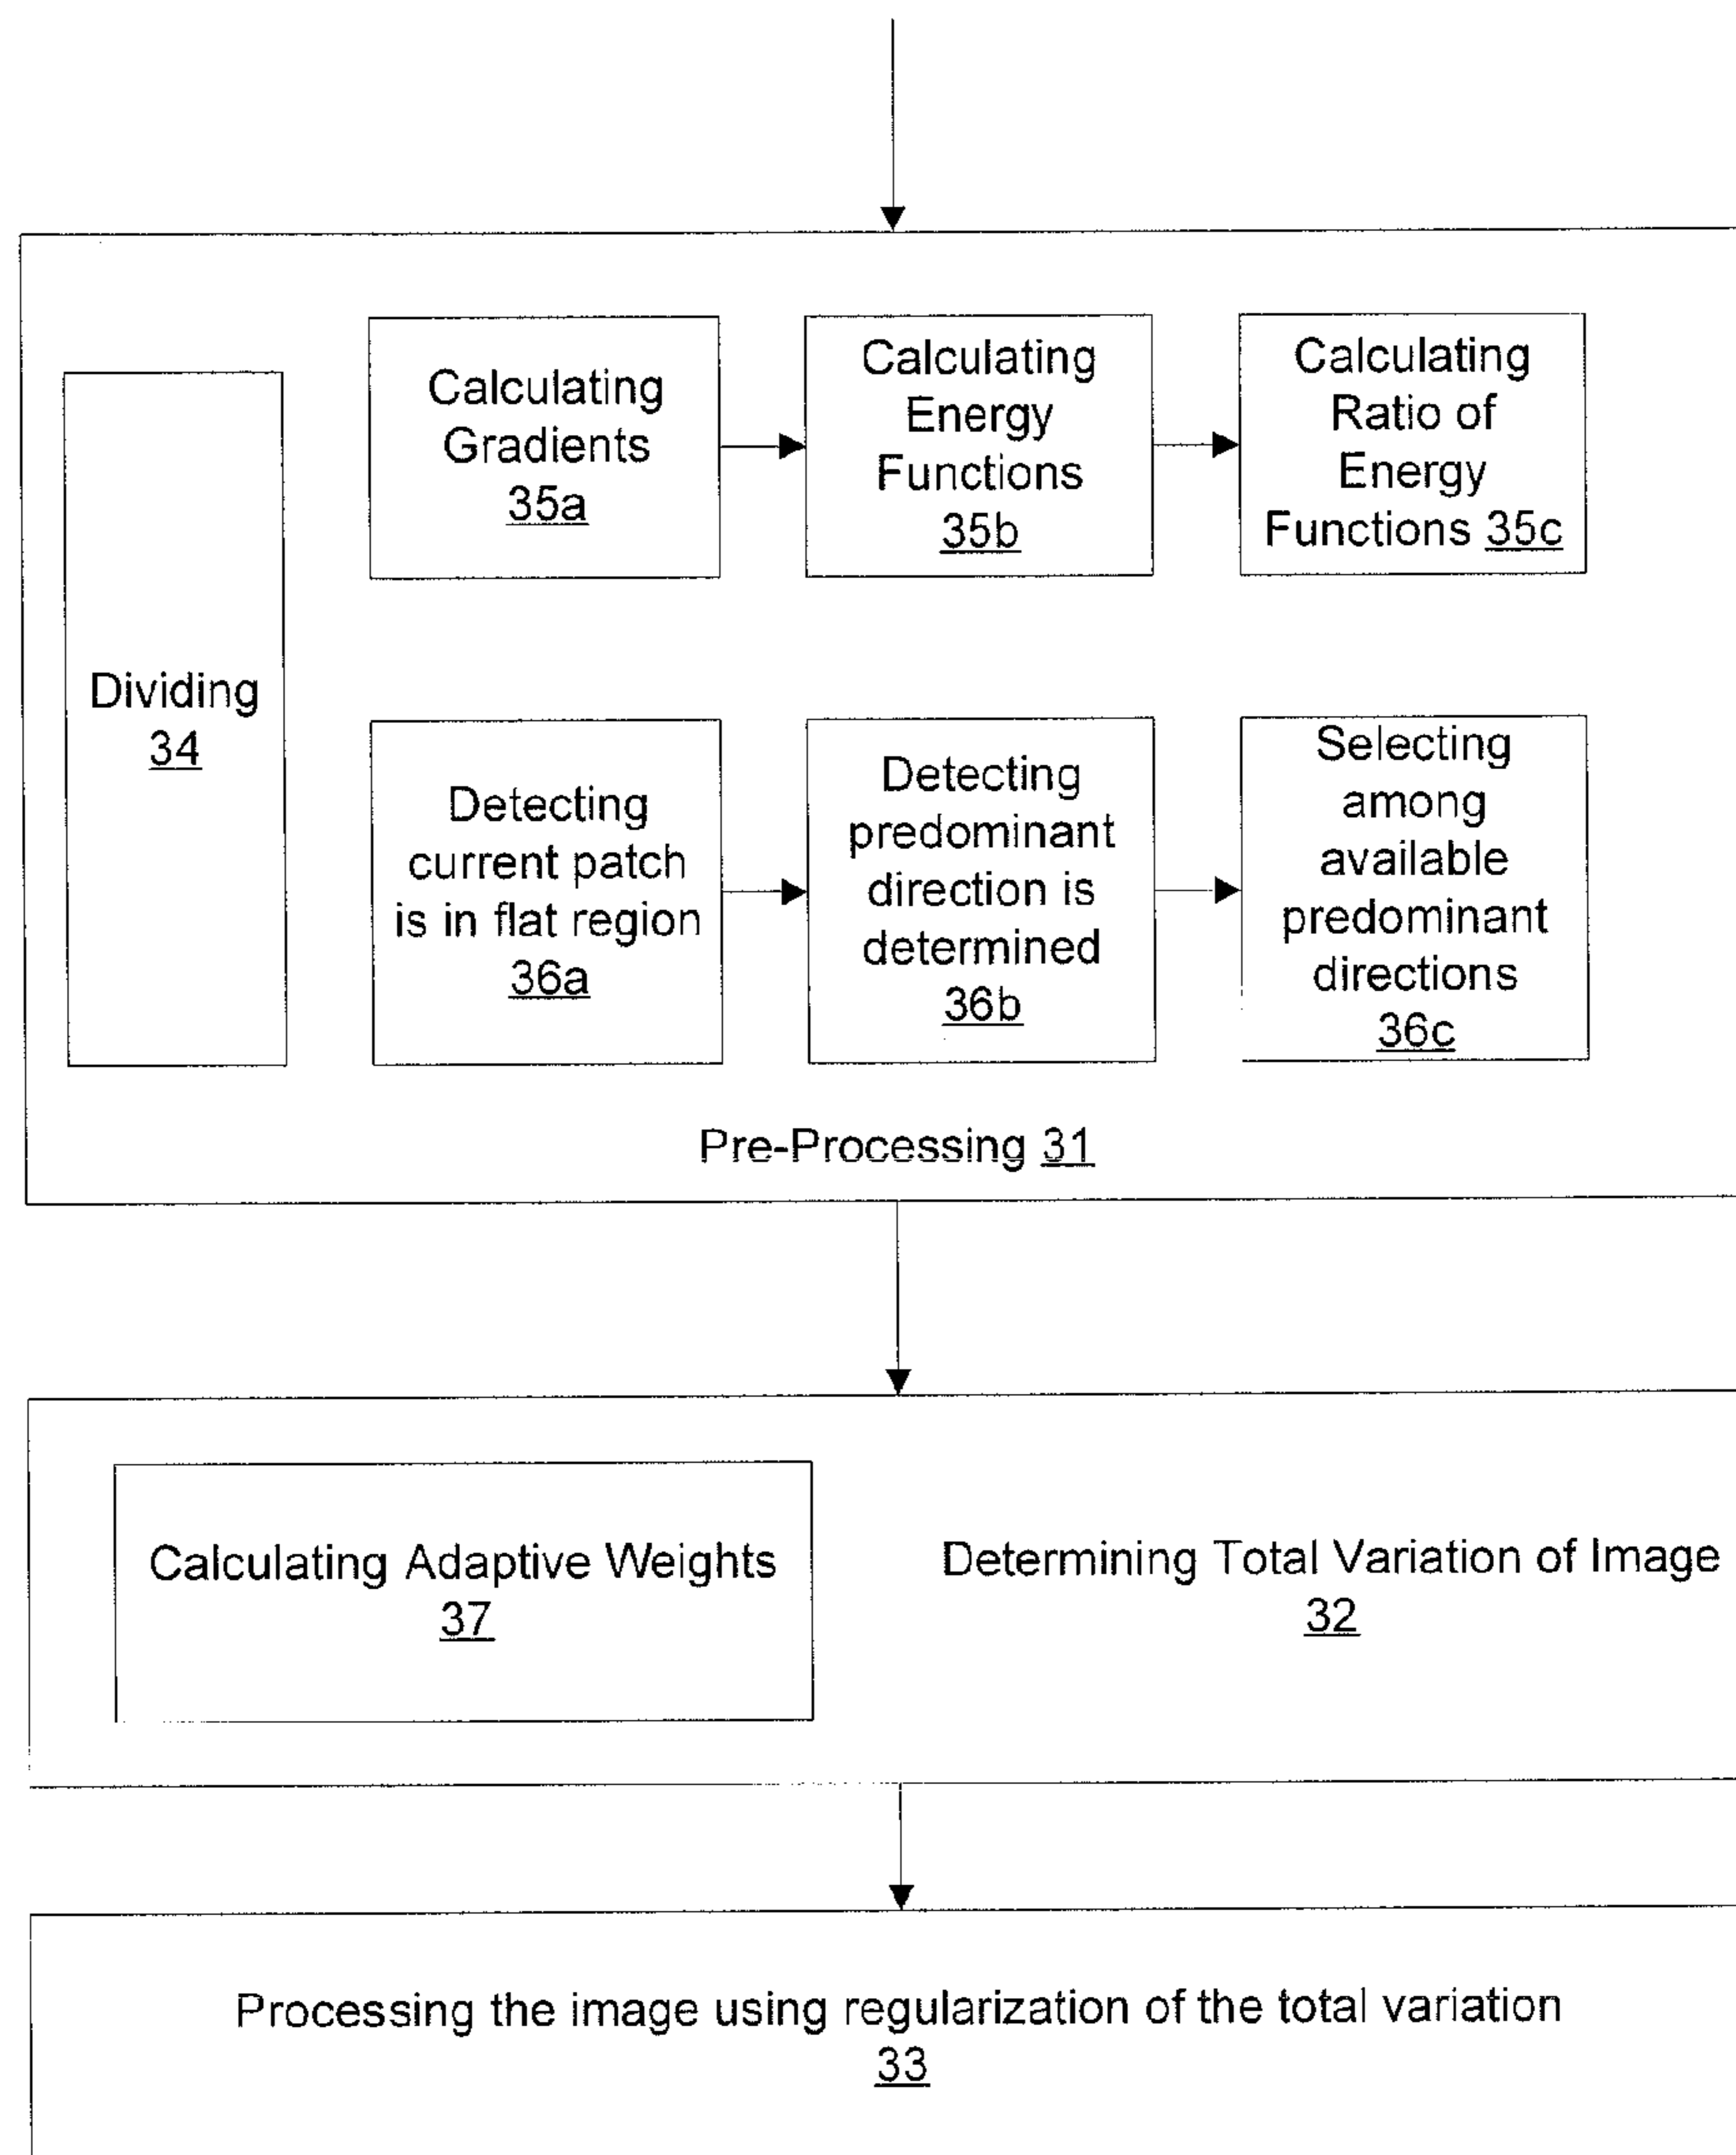 Calculating
Gradients
35a
Calculating
Energy
Functions
35b
Calculating
Ratio of
Energy
Functions 35c
Dividing
34
Detecting
current patch
is in flat region
36a
Detecting
predominant
direction is
determined
36b
Selecting
among
available
predominant
directions
36c
Pre-Processing 31
Calculating Adaptive Weights
37
Determining Total Variation of Image
32
Processing the image using regularization of the total variation
33